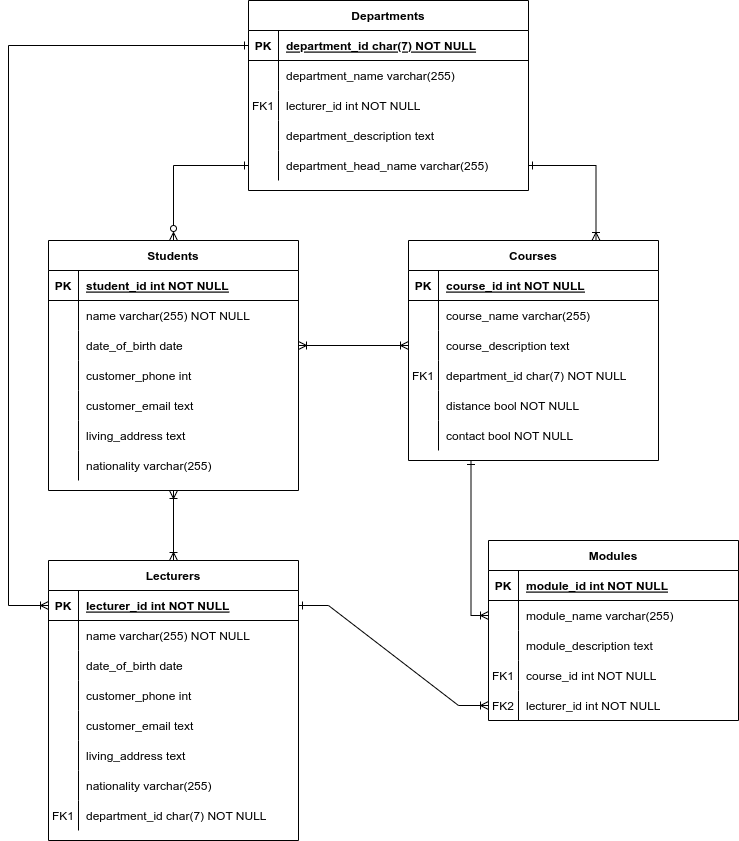 Departments
PK department_id char(7) NOT NULL
department_name varchar(255)
FK1 lecturer_id int NOT NULL
department_description text
department_head_name varchar(255)
Students
PK student_id int NOT NULL
name varchar(255) NOT NULL
date_of_birth date
customer_phone int
customer_email text
living_address text
nationality varchar(255)
Courses
PK course_id int NOT NULL
course_name varchar(255)
course_description text
FK1 department_id char(7) NOT NULL
distance bool NOT NULL
contact bool NOT NULL
Lecturers
PK lecturer_id int NOT NULL
name varchar(255) NOT NULL
date_of_birth date
customer_phone int
customer_email text
living_address text
nationality varchar(255)
FK1 department_id char(7) NOT NULL
Modules
PK module_id int NOT NULL
module_name varchar(255)
module_description text
FK1 course_id int NOT NULL
FK2 lecturer_id int NOT NULL